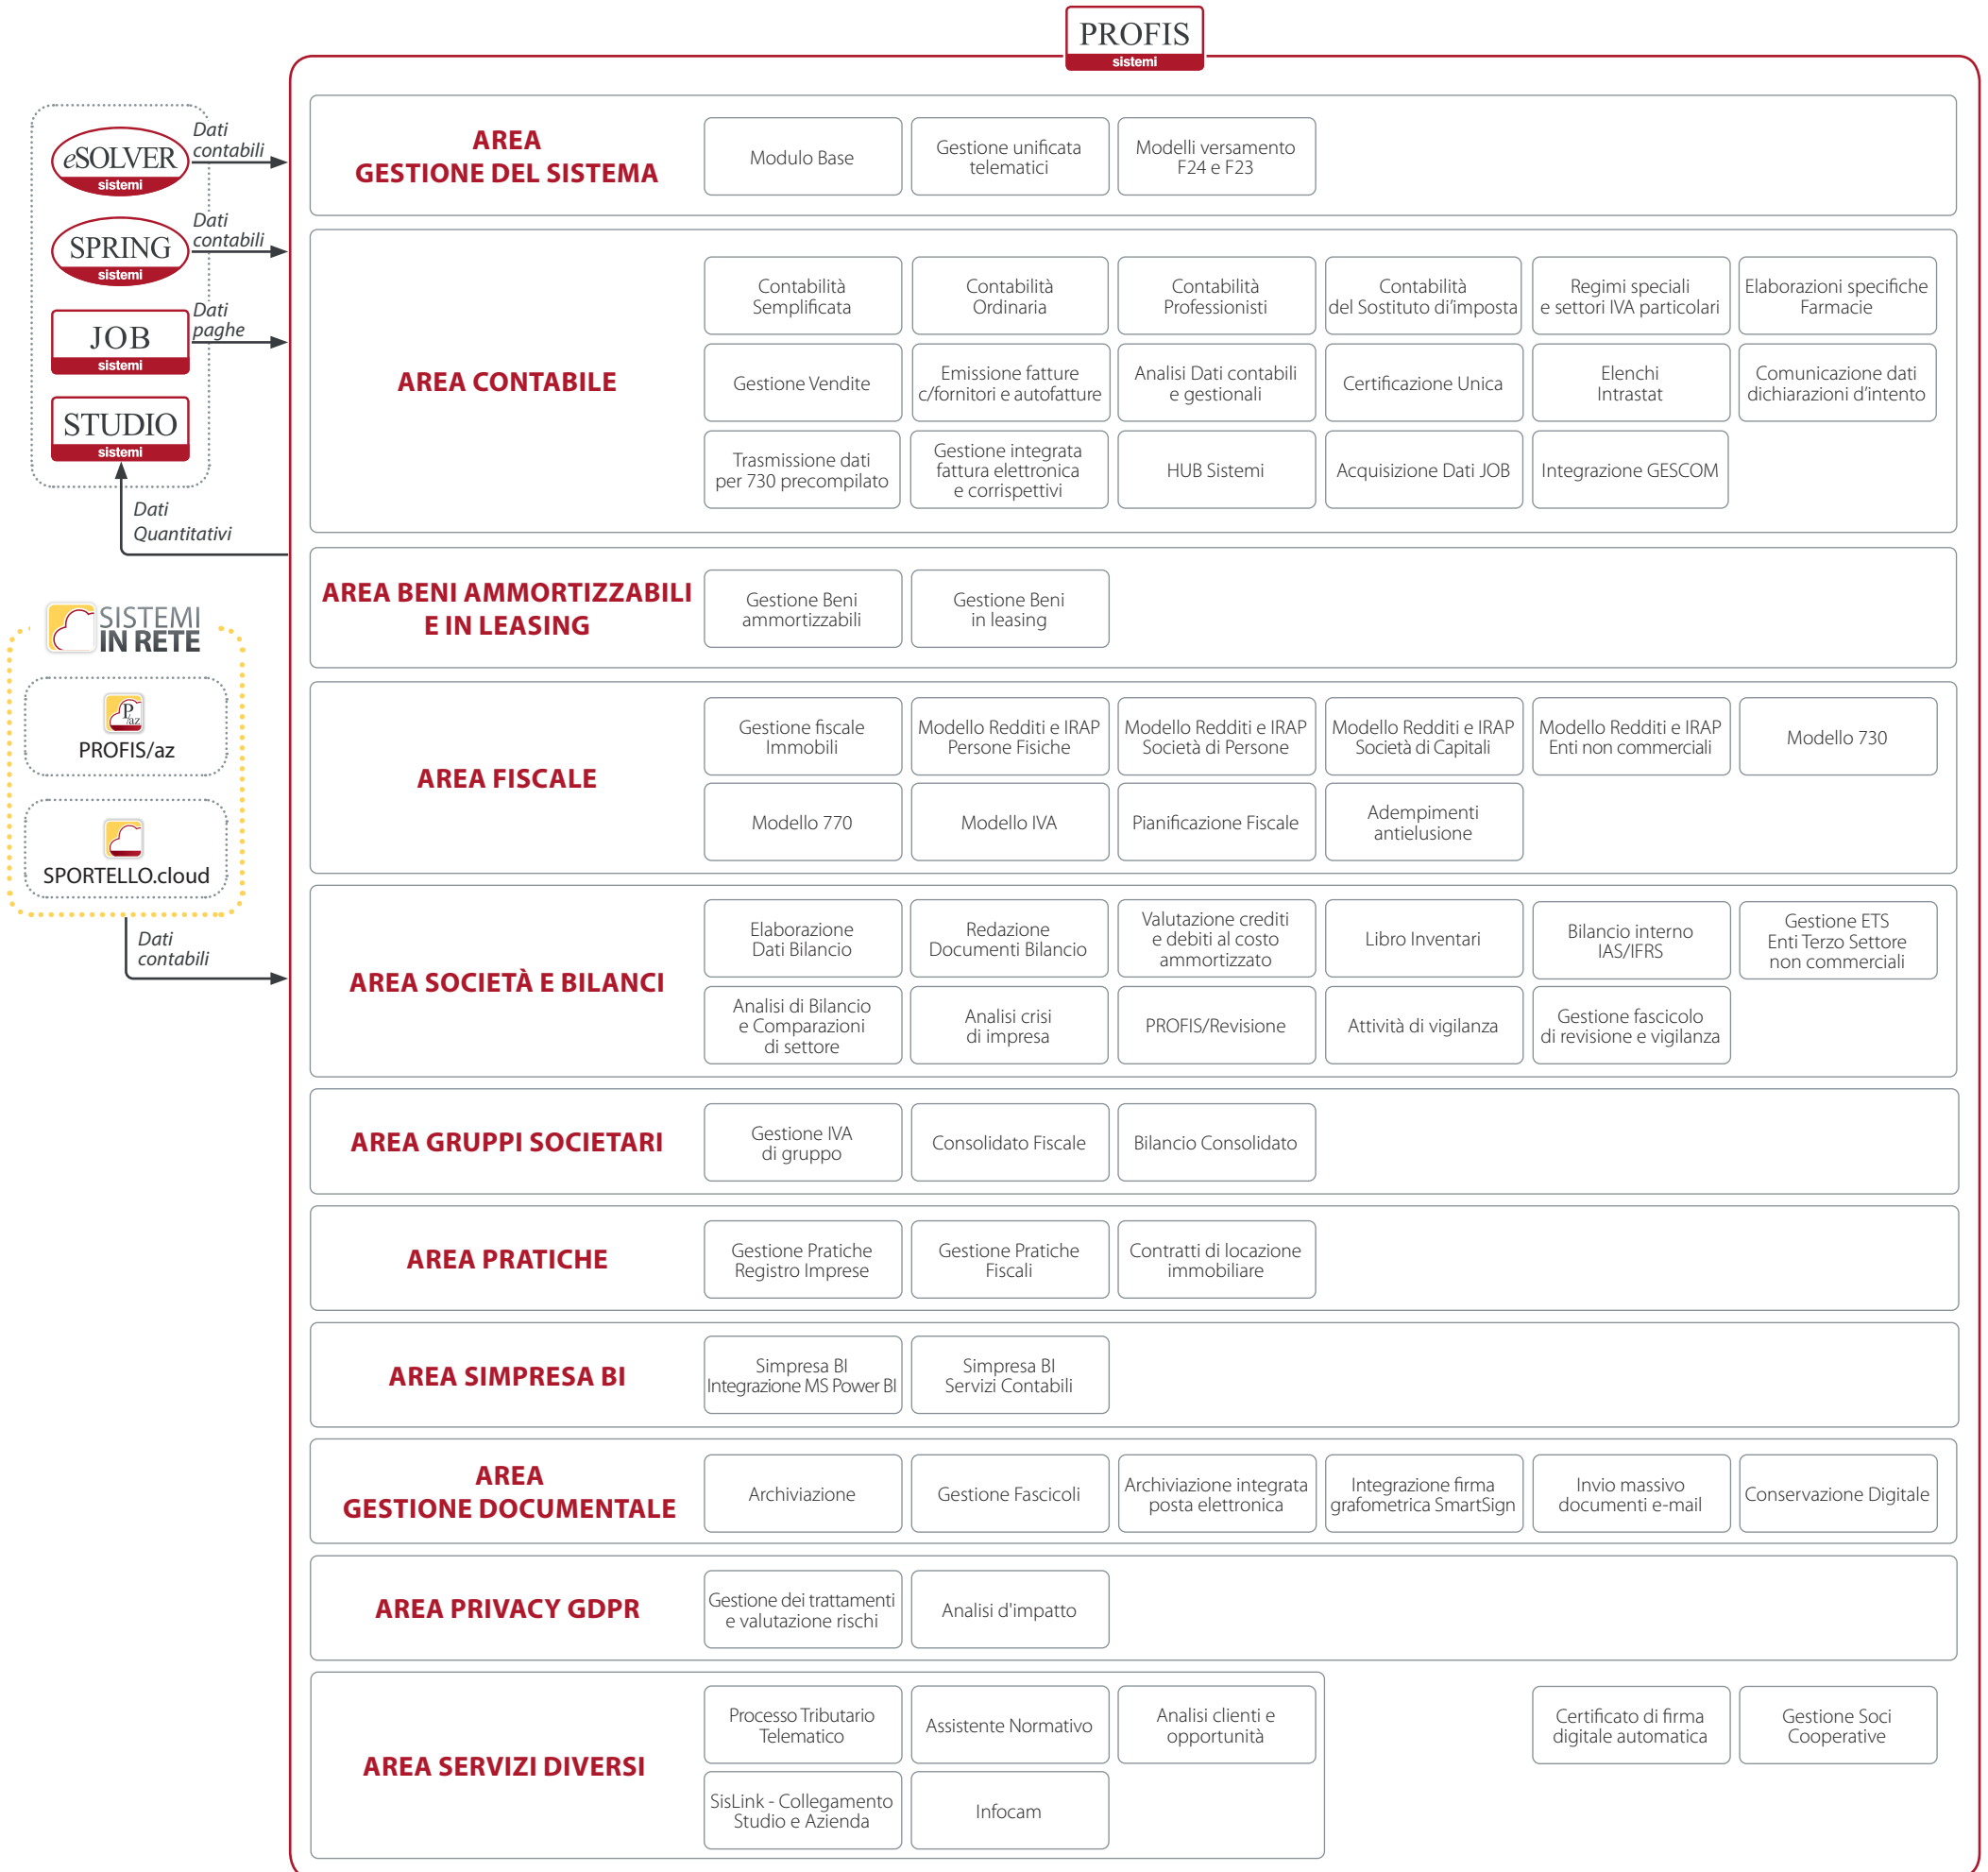 PROFIS
sistemi
eSOLVER
sistemi
Dati
contabili
SPRING
sistemi
Dati
contabili
JOB
sistemi
Dati
paghe
STUDIO
sistemi
Dati
Quantitativi
SISTEMI
IN RETE
P/az
PROFIS/az
SPORTELLO.cloud
Dati
contabili
AREA
GESTIONE DEL SISTEMA
Modulo Base
Gestione unificata
telematici
Modelli versamento
F24 e F23
AREA CONTABILE
Contabilità
Semplificata
Contabilità
Ordinaria
Contabilità
Professionisti
Contabilità
del Sostituto di'imposta
Regimi speciali
e settori IVA particolari
Elaborazioni specifiche
Farmacie
Gestione Vendite
Emissione fatture
c/fornitori e autofatture
Analisi Dati contabili
e gestionali
Certificazione Unica
Elenchi
Intrastat
Comunicazione dati
dichiarazioni d'intento
Trasmissione dati
per 730 precompilato
Gestione integrata
fattura elettronica
e corrispettivi
HUB Sistemi
Acquisizione Dati JOB
Integrazione GESCOM
AREA BENI AMMORTIZZABILI
E IN LEASING
Gestione Beni
ammortizzabili
Gestione Beni
in leasing
AREA FISCALE
Gestione fiscale
Immobili
Modello Redditi e IRAP
Persone Fisiche
Modello Redditi e IRAP
Società di Persone
Modello Redditi e IRAP
Società di Capitali
Modello Redditi e IRAP
Enti non commerciali
Modello 730
Modello 770
Modello IVA
Pianificazione Fiscale
Adempimenti
antielusione
AREA SOCIETÀ E BILANCI
Elaborazione
Dati Bilancio
Redazione
Documenti Bilancio
Valutazione crediti
e debiti al costo
ammortizzato
Libro Inventari
Bilancio interno
IAS/IFRS
Gestione ETS
Enti Terzo Settore
non commerciali
Analisi di Bilancio
e Comparazioni
di settore
Analisi crisi
di impresa
PROFIS/Revisione
Attività di vigilanza
Gestione fascicolo
di revisione e vigilanza
AREA GRUPPI SOCIETARI
Gestione IVA
di gruppo
Consolidato Fiscale
Bilancio Consolidato
AREA PRATICHE
Gestione Pratiche
Registro Imprese
Gestione Pratiche
Fiscali
Contratti di locazione
immobiliare
AREA SIMPRESA BI
Simpresa BI
Integrazione MS Power BI
Simpresa BI
Servizi Contabili
AREA
GESTIONE DOCUMENTALE
Archiviazione
Gestione Fascicoli
Archiviazione integrata
posta elettronica
Integrazione firma
grafometrica SmartSign
Invio massivo
documenti e-mail
Conservazione Digitale
AREA PRIVACY GDPR
Gestione dei trattamenti
e valutazione rischi
Analisi d'impatto
AREA SERVIZI DIVERSI
Processo Tributario
Telematico
Assistente Normativo
Analisi clienti e
opportunità
SisLink - Collegamento
Studio e Azienda
Infocam
Certificato di firma
digitale automatica
Gestione Soci
Cooperative